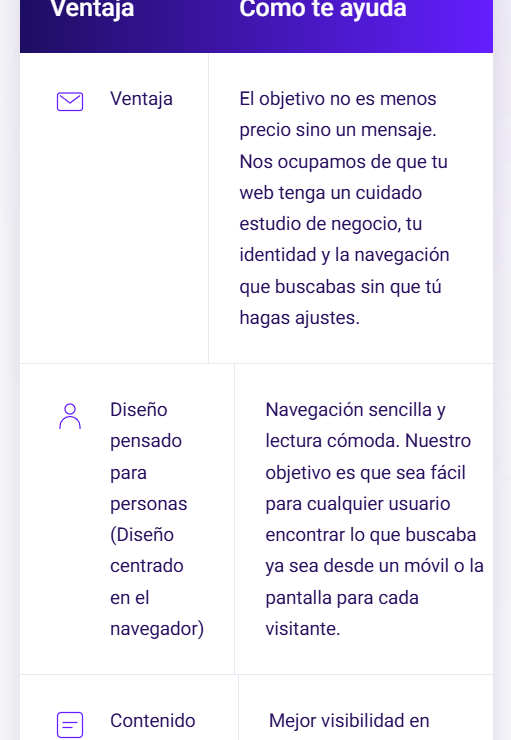 Ventaja
Como te ayuda
Ventaja
El objetivo no es menos
precio sino un mensaje.
Nos ocupamos de que tu
web tenga un cuidado
estudio de negocio, tu
identidad y la navegación
que buscabas sin que tú
hagas ajustes.
Diseño
pensado
para
personas
(Diseño
centrado
en el
navegador)
Navegación sencilla y
lectura cómoda. Nuestro
objetivo es que sea fácil
para cualquier usuario
encontrar lo que buscaba
ya sea desde un móvil o la
pantalla para cada
visitante.
Contenido
Mejor visibilidad en